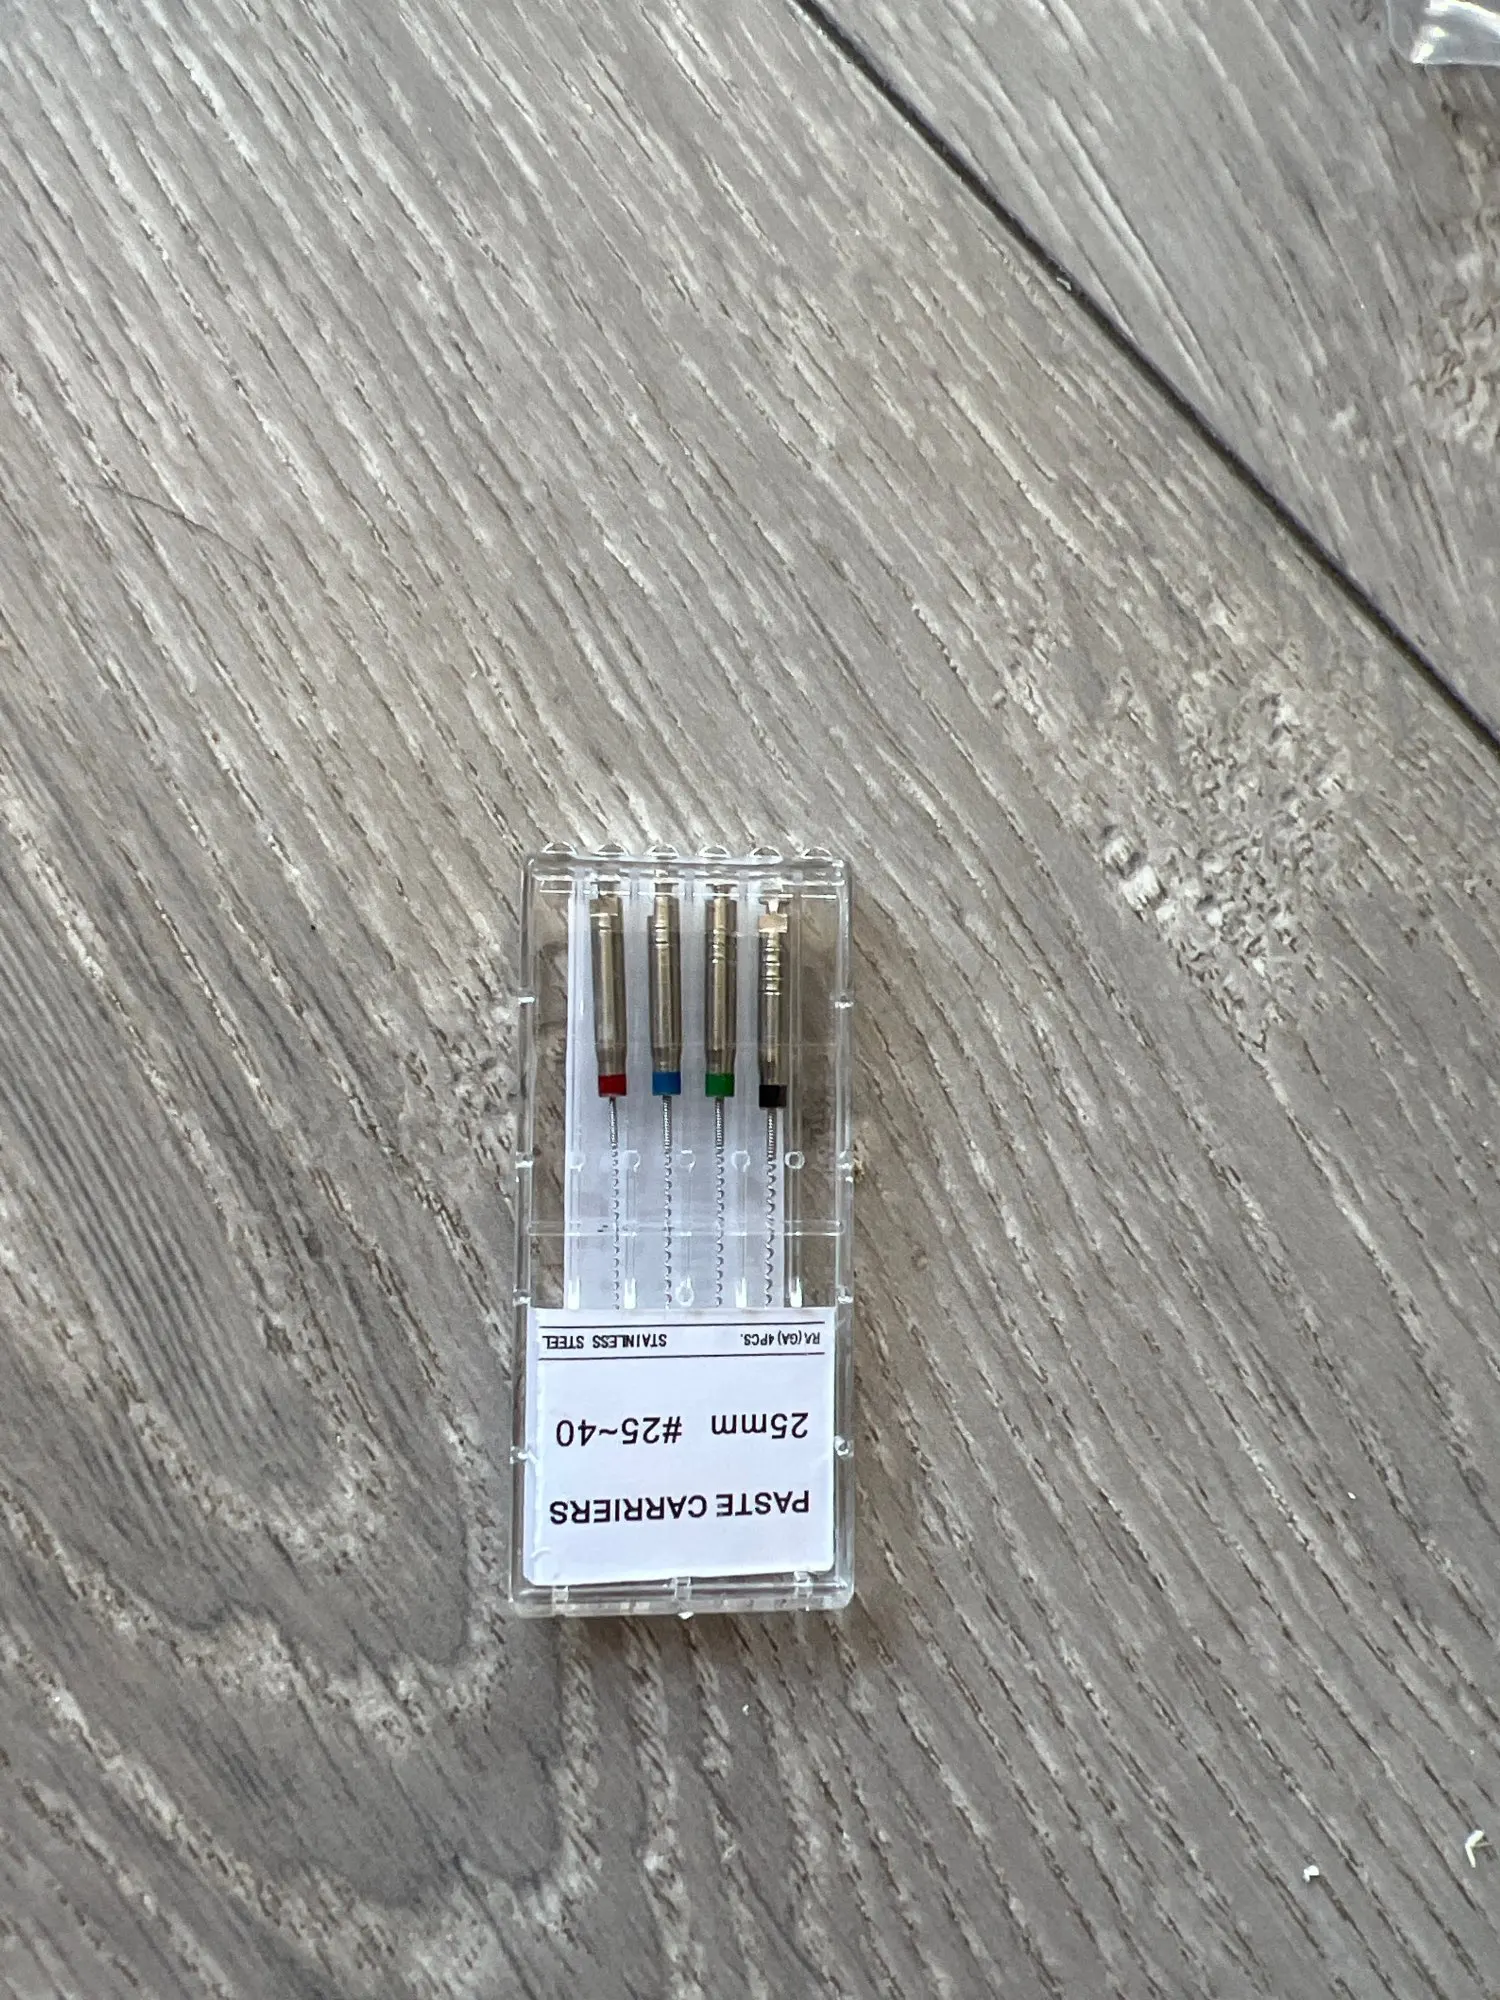 PASTE CARRIERS
25mm #25~40
RA(GA)4PCS. STAINLESS STEEL